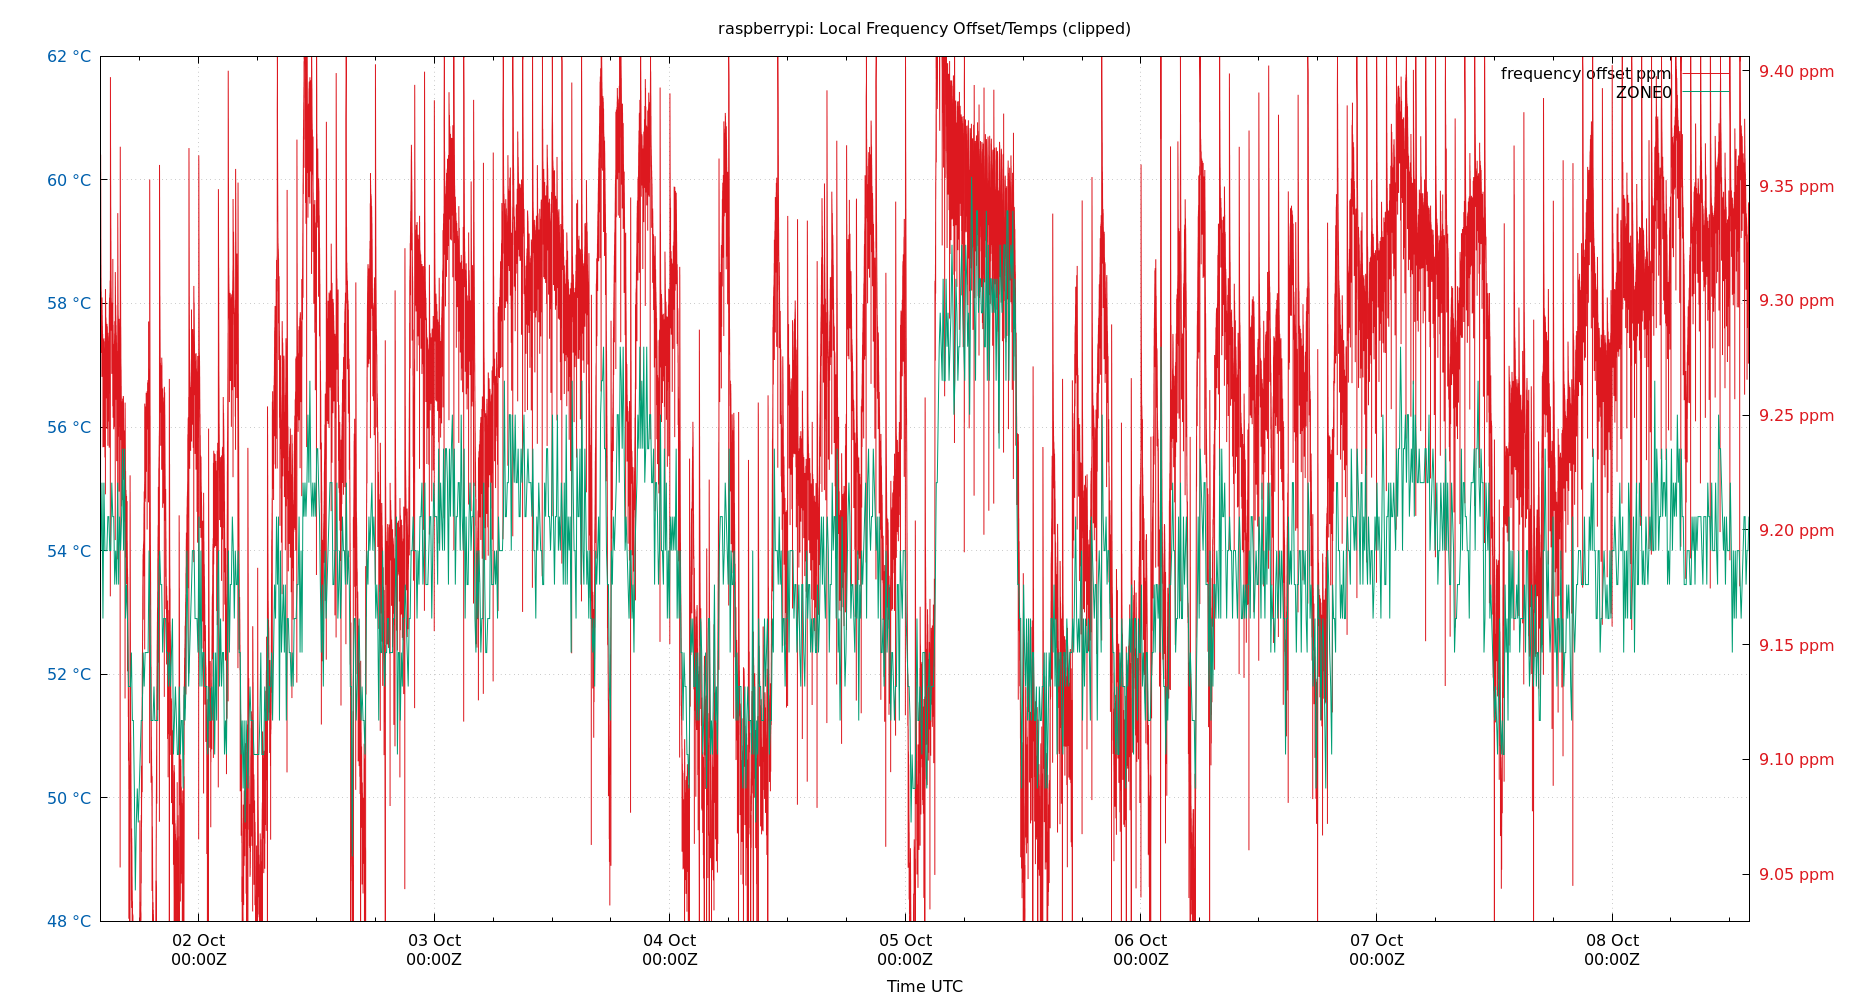 raspberrypi: Local Frequency Offset/Temps (clipped)
62 °C
60 °C
58 °C
56 °C
54 °C
52 °C
50 °C
48 °C
frequency offset ppm
ZONE0
9.40 ppm
9.35 ppm
9.30 ppm
9.25 ppm
9.20 ppm
9.15 ppm
9.10 ppm
9.05 ppm
02 Oct
00:00Z
03 Oct
00:00Z
04 Oct
00:00Z
05 Oct
00:00Z
06 Oct
00:00Z
07 Oct
00:00Z
08 Oct
00:00Z
Time UTC